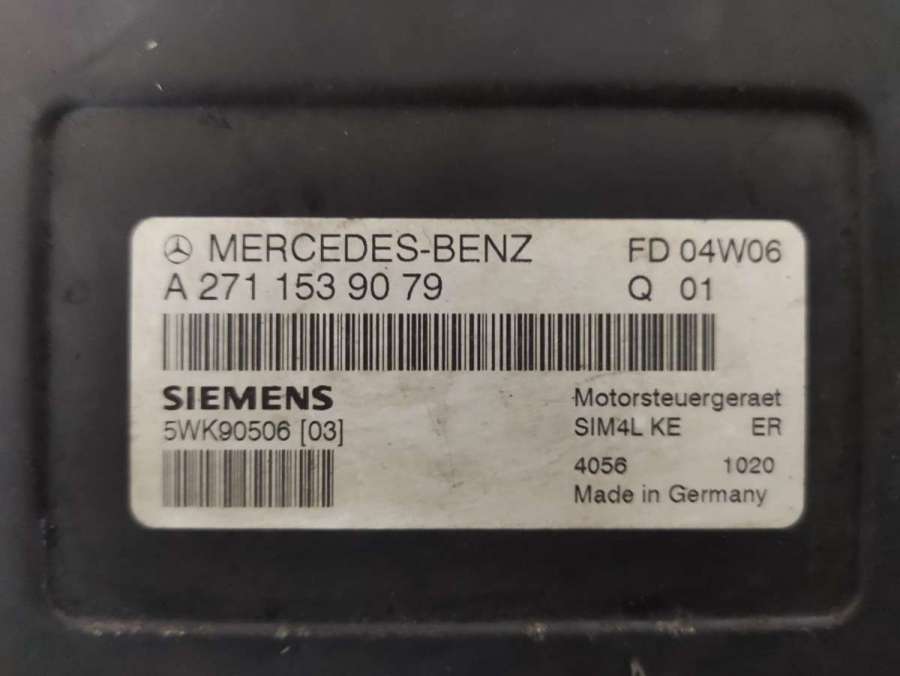 MERCEDES-BENZ FD 04W06
A 271 153 90 79 Q 01
SIEMENS Motorsteuergeraet
5WK90506 [03] SIM4L KE ER
4056 1020
Made in Germany